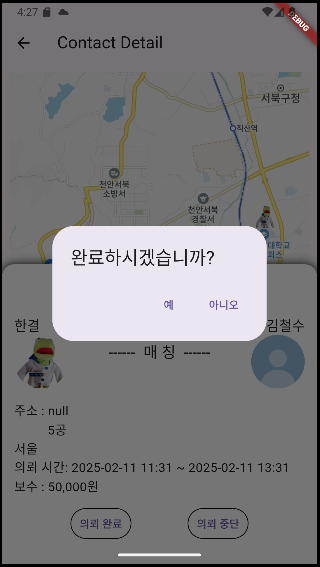 4:27
DEBUG
Contact Detail
서북구청
직산역
천안서북
소방서
천안서북
경찰서
대학교
완료하시겠습니까?
예
아니오
한결
김철수
------ 매 칭 ------
주소 : null
5공
서울
의뢰 시간: 2025-02-11 11:31 ~ 2025-02-11 13:31
보수 : 50,000원
의뢰 완료
의뢰 중단